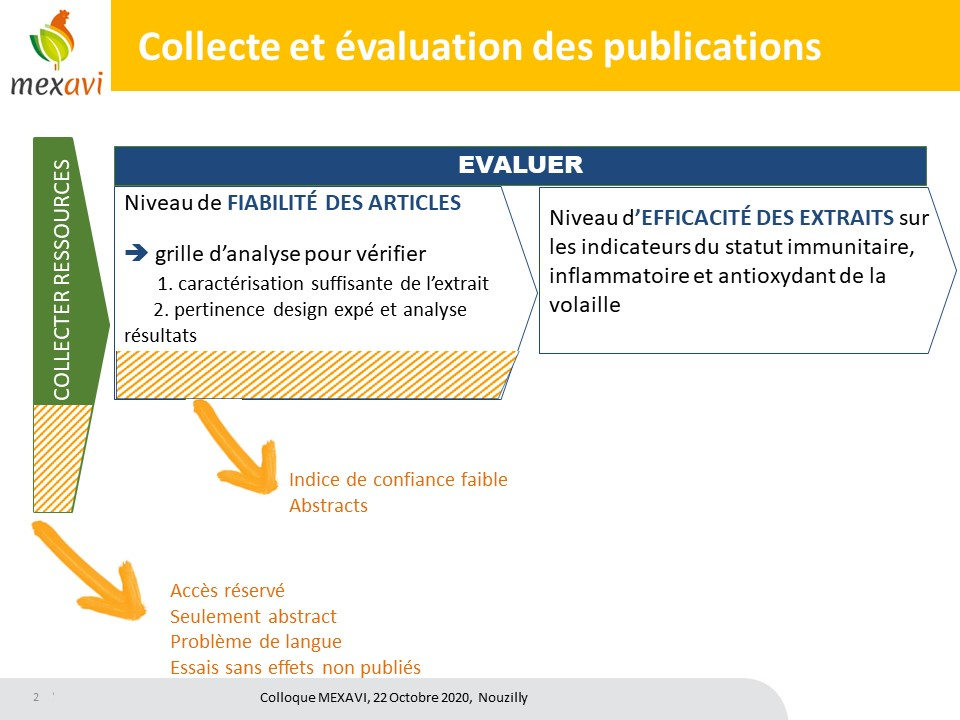 mexavi
Collecte et évaluation des publications
COLLECTER RESSOURCES
EVALUER
Niveau de FIABILITÉ DES ARTICLES
➔ grille d’analyse pour vérifier
1. caractérisation suffisante de l’extrait
2. pertinence design expé et analyse
résultats
Niveau d’EFFICACITÉ DES EXTRAITS sur
les indicateurs du statut immunitaire,
inflammatoire et antioxydant de la
volaille
Indice de confiance faible
Abstracts
Accès réservé
Seulement abstract
Problème de langue
Essais sans effets non publiés
2
Colloque MEXAVI, 22 Octobre 2020, Nouzilly